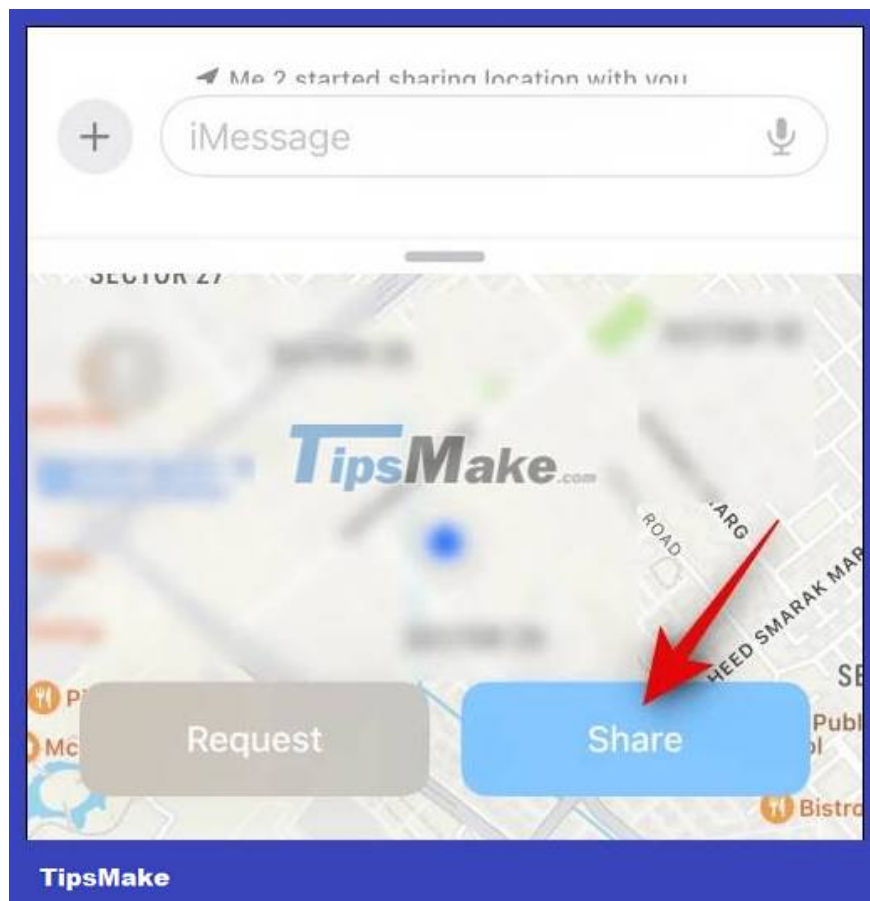 Me 2 started sharing location with you
iMessage
SECTOR 27
TipsMake.com
ROAD
ARG
HEED SMARAK MAR
SE
P
Request
Share
Publ
Mc
ol
Bistro
TipsMake